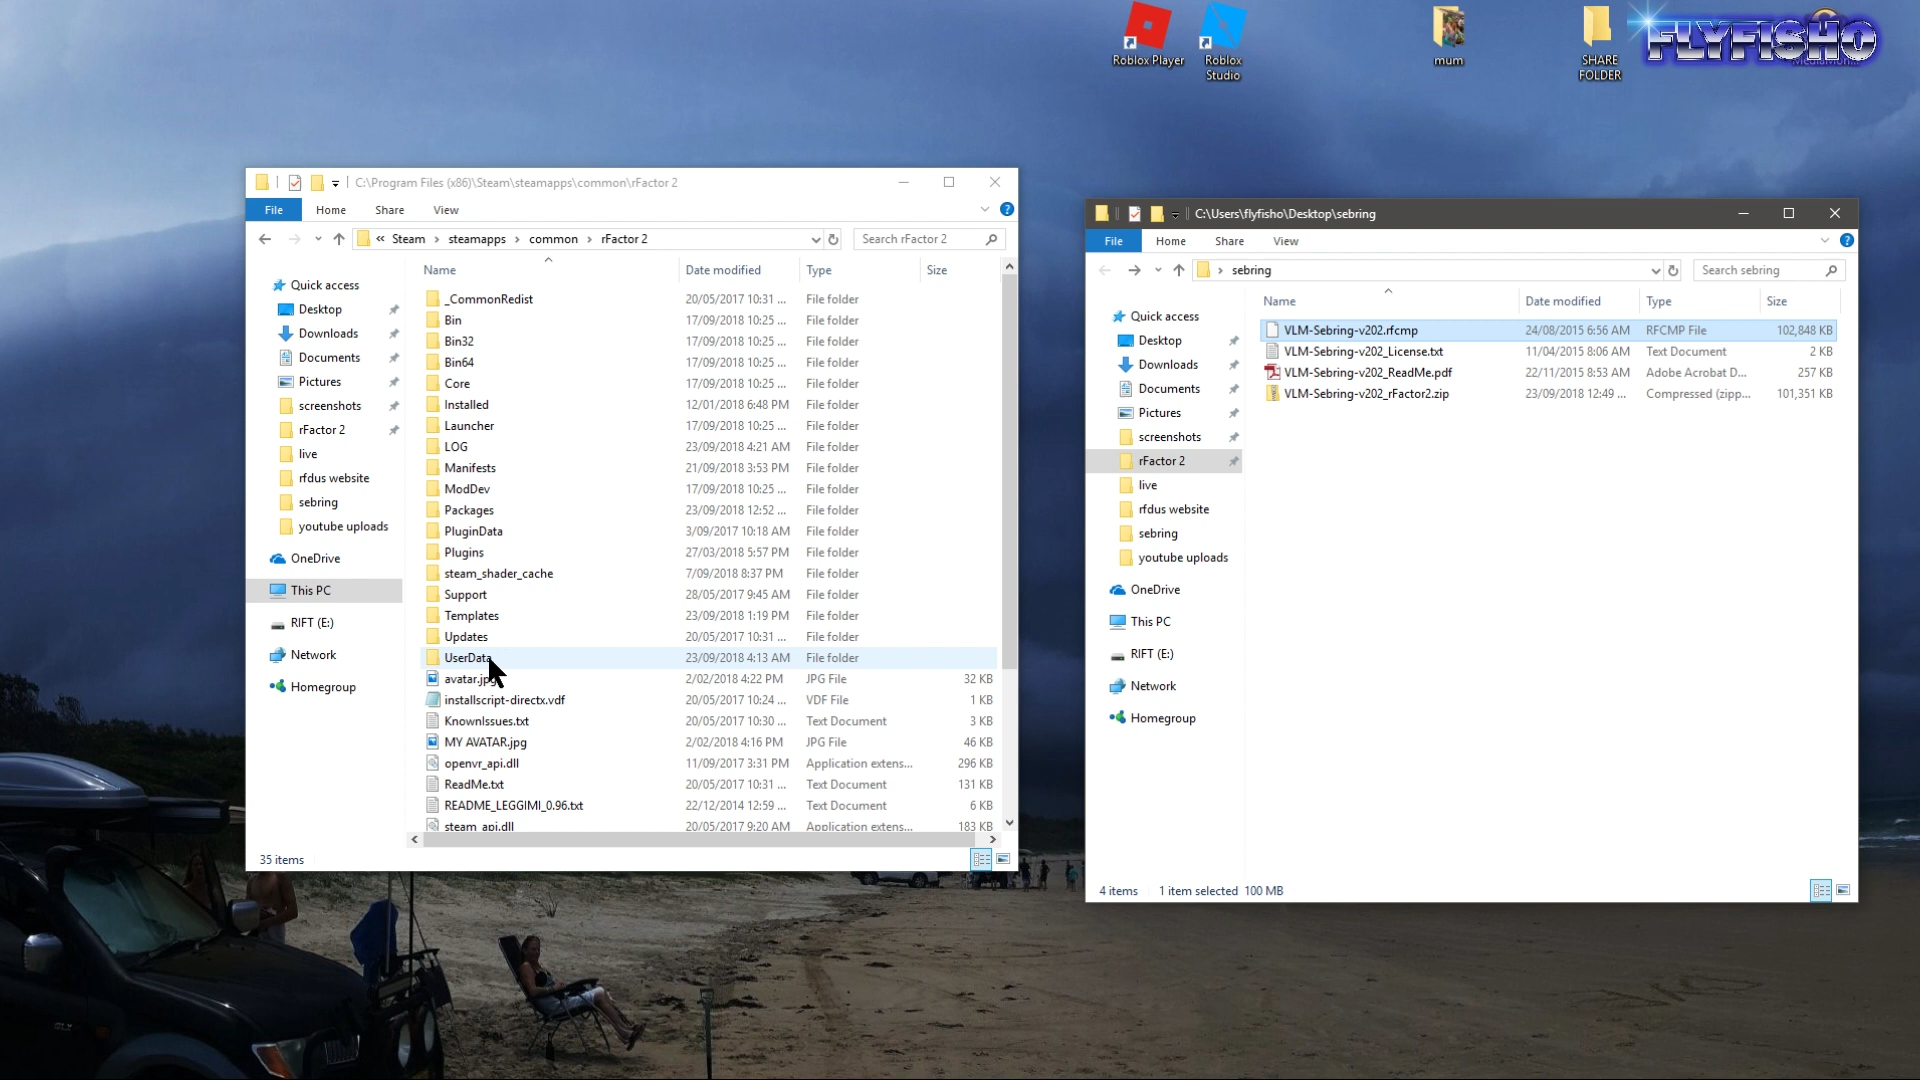 Roblox Player
Roblox
Studio
mum
SHARE
FOLDER
FLYFISHO
C:\Program Files (x86)\Steam\steamapps\common\rFactor 2
File Home Share View
« Steam › steamapps › common › rFactor 2
Search rFactor 2
Name Date modified Type Size
Quick access
Desktop
Downloads
Documents
Pictures
screenshots
rFactor 2
live
rfdus website
sebring
youtube uploads
OneDrive
This PC
RIFT (E:)
Network
Homegroup
_CommonRedist 20/05/2017 10:31 ... File folder
Bin 17/09/2018 10:25 ... File folder
Bin32 17/09/2018 10:25 ... File folder
Bin64 17/09/2018 10:25 ... File folder
Core 17/09/2018 10:25 ... File folder
Installed 12/01/2018 6:48 PM File folder
Launcher 17/09/2018 10:25 ... File folder
LOG 23/09/2018 4:21 AM File folder
Manifests 21/09/2018 3:53 PM File folder
ModDev 17/09/2018 10:25 ... File folder
Packages 23/09/2018 12:52 ... File folder
PluginData 3/09/2017 10:18 AM File folder
Plugins 27/03/2018 5:57 PM File folder
steam_shader_cache 7/09/2018 8:37 PM File folder
Support 28/05/2017 9:45 AM File folder
Templates 23/09/2018 1:19 PM File folder
Updates 20/05/2017 10:31 ... File folder
UserData 23/09/2018 4:13 AM File folder
avatar.jpg 2/02/2018 4:22 PM JPG File 32 KB
installscript-directx.vdf 20/05/2017 10:24 ... VDF File 1 KB
KnownIssues.txt 20/05/2017 10:30 ... Text Document 3 KB
MY AVATAR.jpg 2/02/2018 4:16 PM JPG File 46 KB
openvr_api.dll 11/09/2017 3:31 PM Application extens... 296 KB
ReadMe.txt 20/05/2017 10:31 ... Text Document 131 KB
README_LEGGIMI_0.96.txt 22/12/2014 12:59 ... Text Document 6 KB
steam_api.dll 20/05/2017 9:20 AM Application extens... 183 KB
35 items
C:\Users\flyfisho\Desktop\sebring
File Home Share View
› sebring
Search sebring
Name Date modified Type Size
Quick access
Desktop
Downloads
Documents
Pictures
screenshots
rFactor 2
live
rfdus website
sebring
youtube uploads
OneDrive
This PC
RIFT (E:)
Network
Homegroup
VLM-Sebring-v202.rfcmp 24/08/2015 6:56 AM RFCMP File 102,848 KB
VLM-Sebring-v202_License.txt 11/04/2015 8:06 AM Text Document 2 KB
VLM-Sebring-v202_ReadMe.pdf 22/11/2015 8:53 AM Adobe Acrobat D... 257 KB
VLM-Sebring-v202_rFactor2.zip 23/09/2018 12:49 ... Compressed (zipp... 101,351 KB
4 items 1 item selected 100 MB